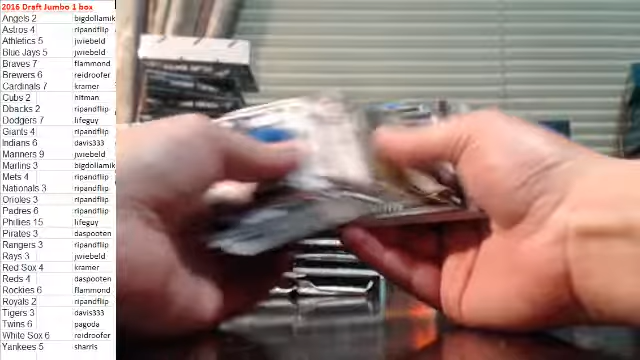 2016 Draft Jumbo 1 box
Angels 2 bigdollamik
Astros 4 ripandflip
Athletics 5 jwiebeld
Blue Jays 5 jwiebeld
Braves 7 flammond
Brewers 6 reidroofer
Cardinals 7 kramer
Cubs 2 hitman
Dbacks 2 ripandflip
Dodgers 7 lifeguy
Giants 4 ripandflip
Indians 6 davis333
Mariners 9 jwiebeld
Marlins 3 bigdollamik
Mets 4 ripandflip
Nationals 3 ripandflip
Orioles 3 ripandflip
Padres 6 ripandflip
Phillies 15 lifeguy
Pirates 3 daspooten
Rangers 3 ripandflip
Rays 3 jwiebeld
Red Sox 4 kramer
Reds 4 daspooten
Rockies 6 flammond
Royals 2 ripandflip
Tigers 3 davis333
Twins 6 pagoda
White Sox 6 reidroofer
Yankees 5 sharris